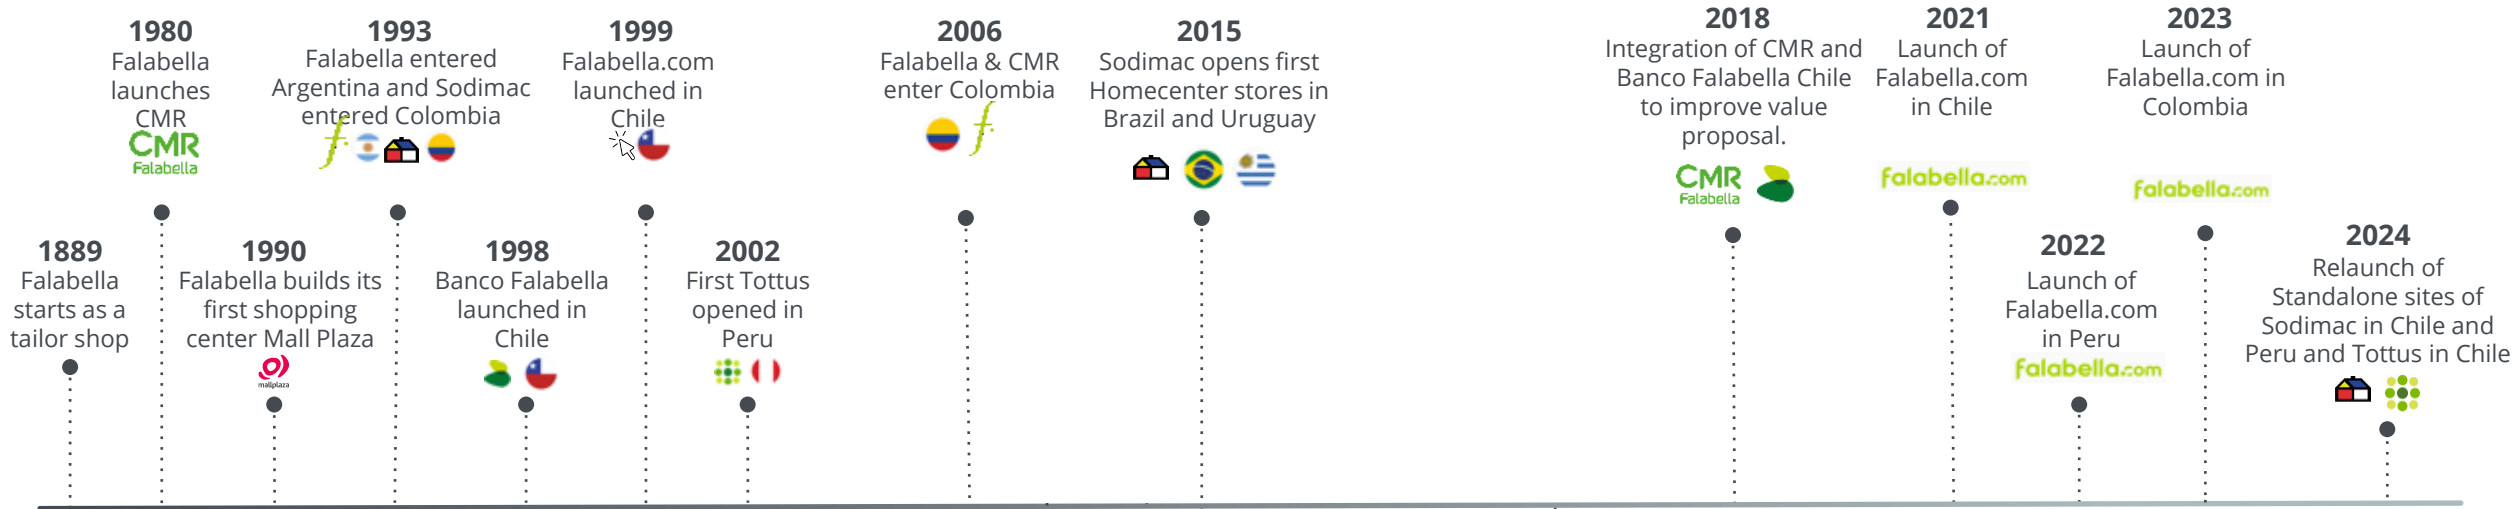 1980
Falabella
launches
CMR
CMR
Falabella
1993
Falabella entered
Argentina and Sodimac
entered Colombia
1999
Falabella.com
launched in
Chile
2006
Falabella & CMR
enter Colombia
2015
Sodimac opens first
Homecenter stores in
Brazil and Uruguay
2018
Integration of CMR and
Banco Falabella Chile
to improve value
proposal.
CMR
Falabella
2021
Launch of
Falabella.com
in Chile
falabella.com
2023
Launch of
Falabella.com in
Colombia
falabella.com
1889
Falabella
starts as a
tailor shop
1990
Falabella builds its
first shopping
center Mall Plaza
mallplaza
1998
Banco Falabella
launched in
Chile
2002
First Tottus
opened in
Peru
2022
Launch of
Falabella.com
in Peru
falabella.com
2024
Relaunch of
Standalone sites of
Sodimac in Chile and
Peru and Tottus in Chile